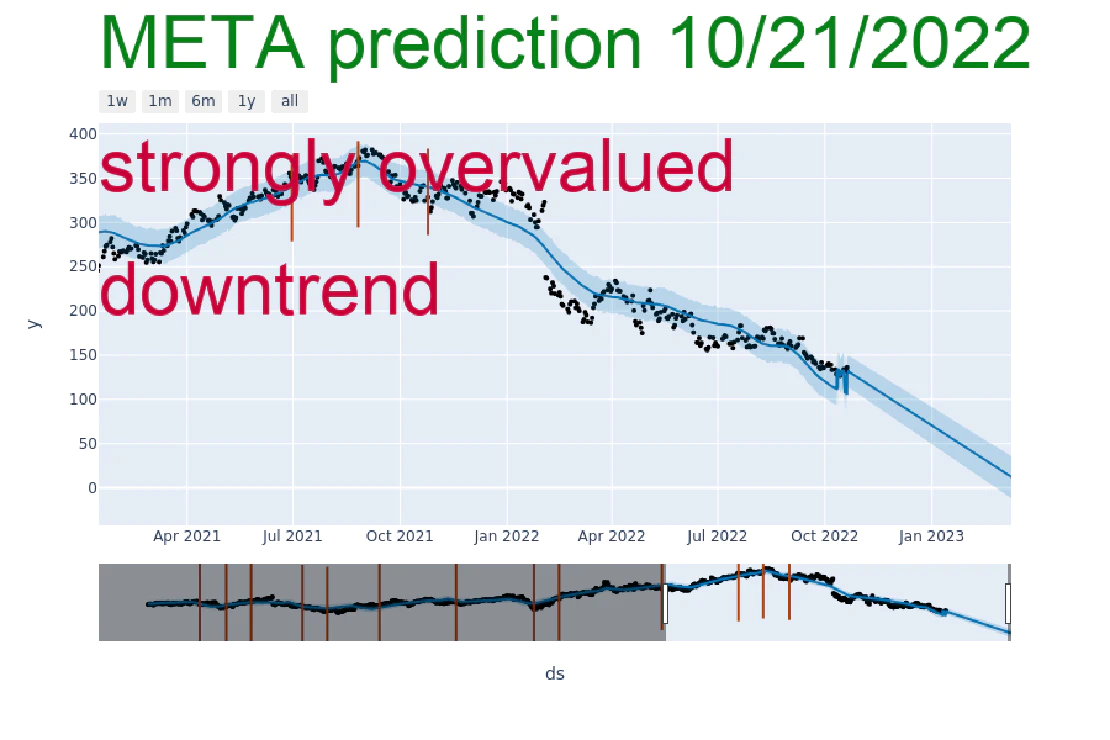 META prediction 10/21/2022
1w 1m 6m 1y all
400
strongly overvalued
350
300
250
downtrend
200
y
150
100
50
0
Apr 2021 Jul 2021 Oct 2021 Jan 2022 Apr 2022 Jul 2022 Oct 2022 Jan 2023
ds